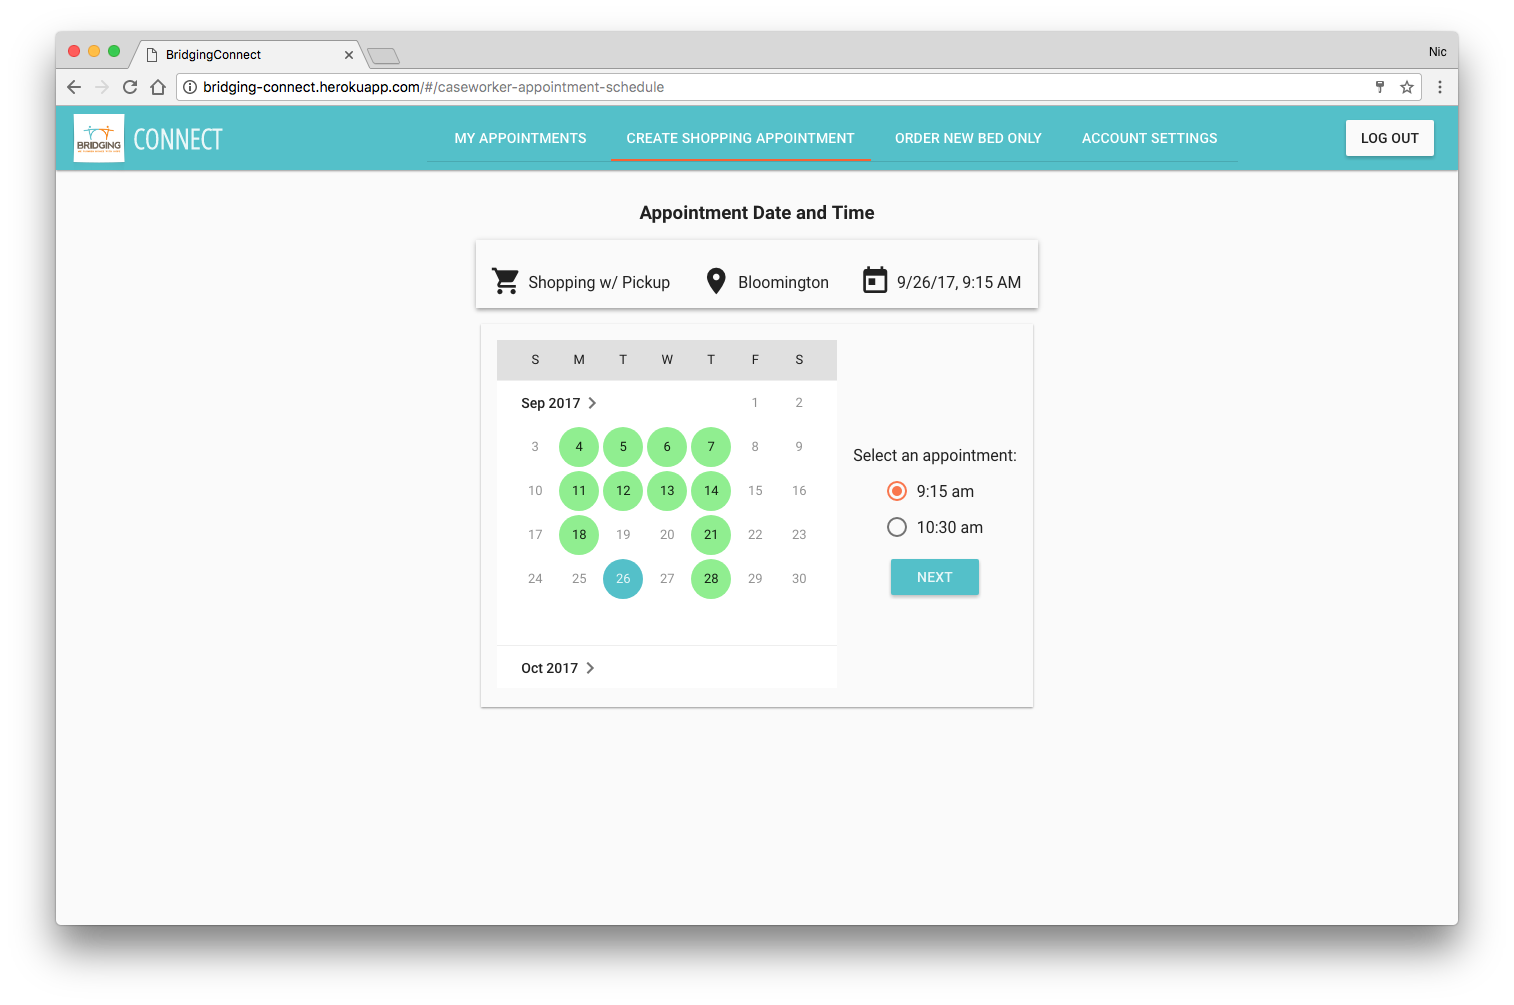 BridgingConnect
Nic
bridging-connect.herokuapp.com/#/caseworker-appointment-schedule
BRIDGING
CONNECT
MY APPOINTMENTS
CREATE SHOPPING APPOINTMENT
ORDER NEW BED ONLY
ACCOUNT SETTINGS
LOG OUT
Appointment Date and Time
Shopping w/ Pickup
Bloomington
9/26/17, 9:15 AM
S M T W T F S
Sep 2017 1 2
3 4 5 6 7 8 9
10 11 12 13 14 15 16
17 18 19 20 21 22 23
24 25 26 27 28 29 30
Oct 2017
Select an appointment:
9:15 am
10:30 am
NEXT